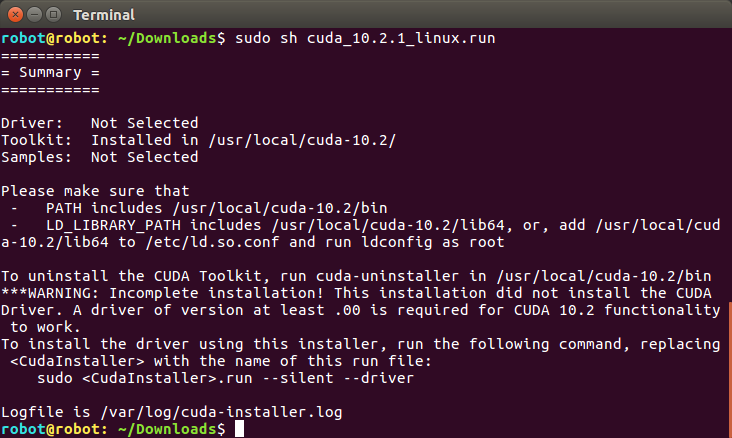 Terminal
robot@robot: ~/Downloads$ sudo sh cuda_10.2.1_linux.run
===========
= Summary =
===========
Driver:   Not Selected
Toolkit:  Installed in /usr/local/cuda-10.2/
Samples:  Not Selected
Please make sure that
 -   PATH includes /usr/local/cuda-10.2/bin
 -   LD_LIBRARY_PATH includes /usr/local/cuda-10.2/lib64, or, add /usr/local/cud
a-10.2/lib64 to /etc/ld.so.conf and run ldconfig as root
To uninstall the CUDA Toolkit, run cuda-uninstaller in /usr/local/cuda-10.2/bin
***WARNING: Incomplete installation! This installation did not install the CUDA
Driver. A driver of version at least .00 is required for CUDA 10.2 functionality
 to work.
To install the driver using this installer, run the following command, replacing
 <CudaInstaller> with the name of this run file:
    sudo <CudaInstaller>.run --silent --driver
Logfile is /var/log/cuda-installer.log
robot@robot: ~/Downloads$